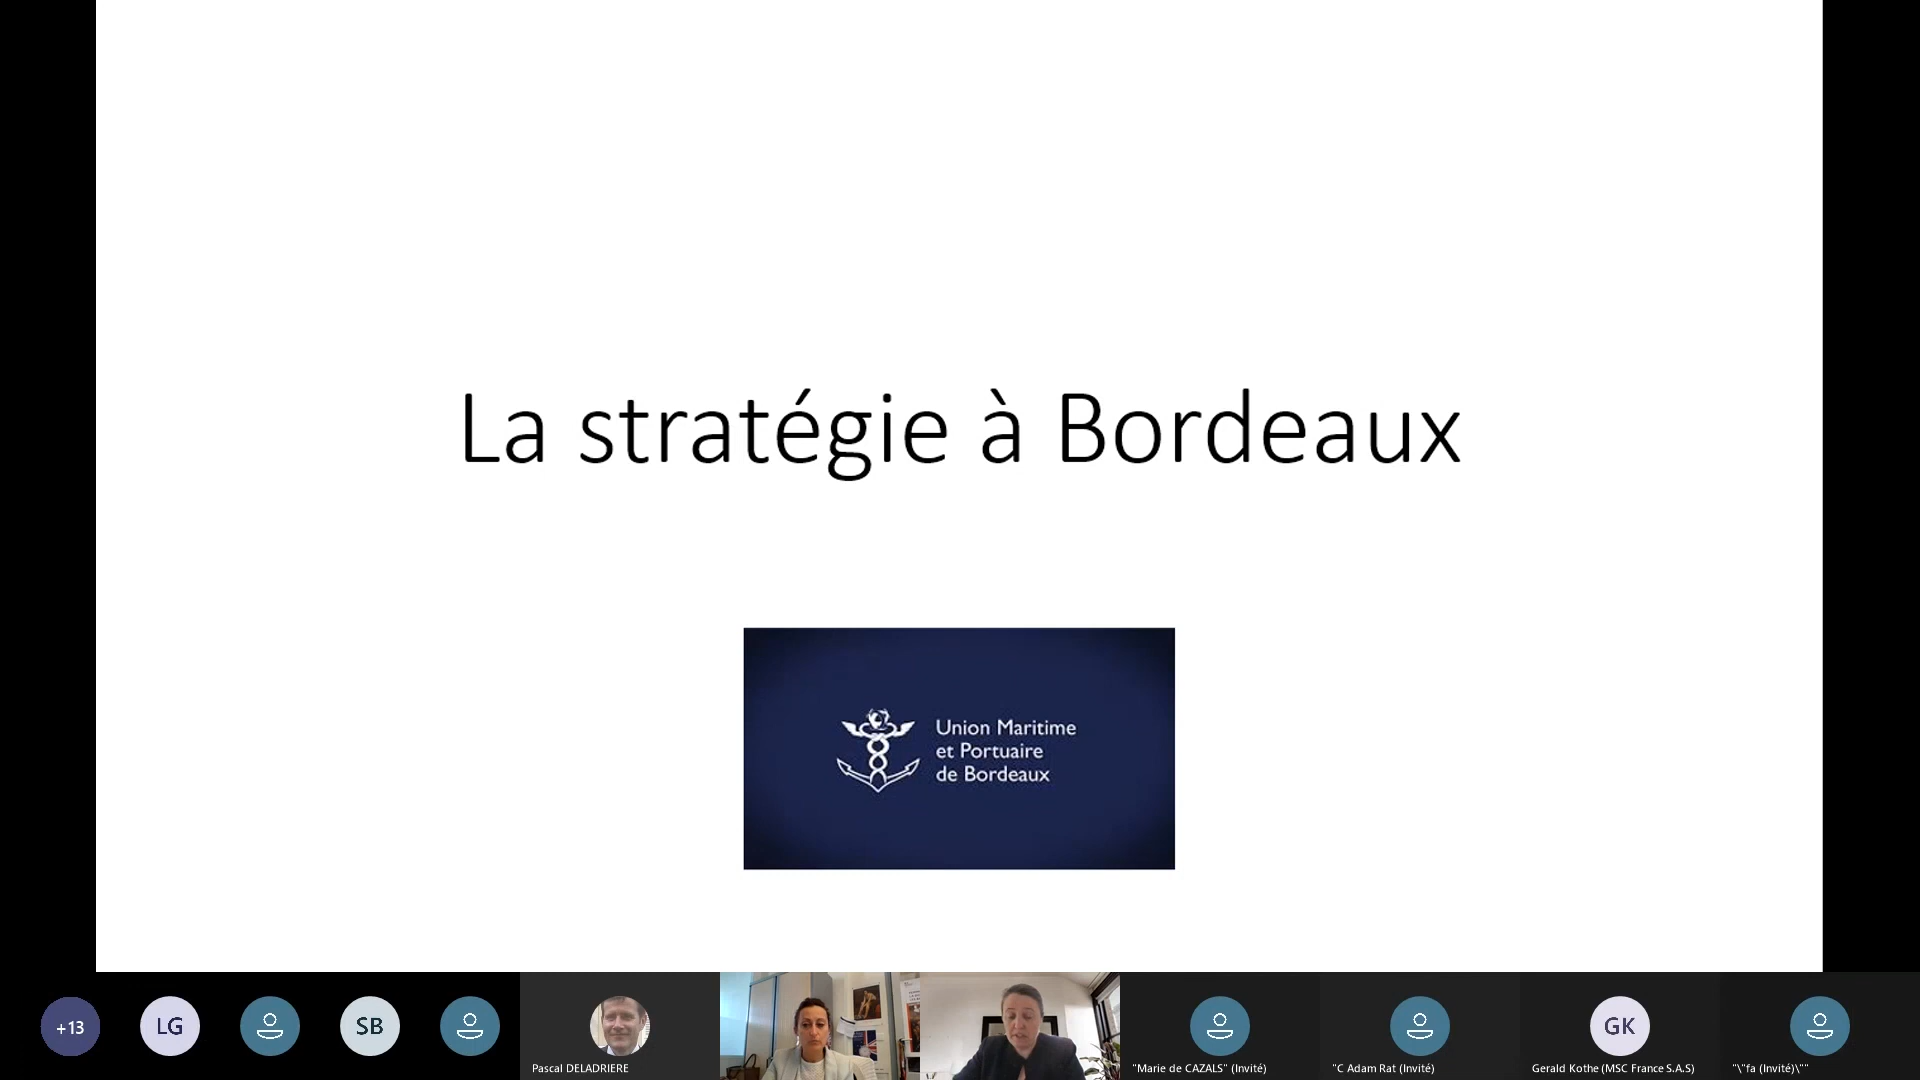 La stratégie à Bordeaux
Union Maritime
et Portuaire
de Bordeaux
+13
LG
SB
Pascal DELADRIERE
"Marie de CAZALS" (Invité)
"C Adam Rat (Invité)
GK
Gerald Kothe (MSC France S.A.S)
"\"fa (Invité)\""